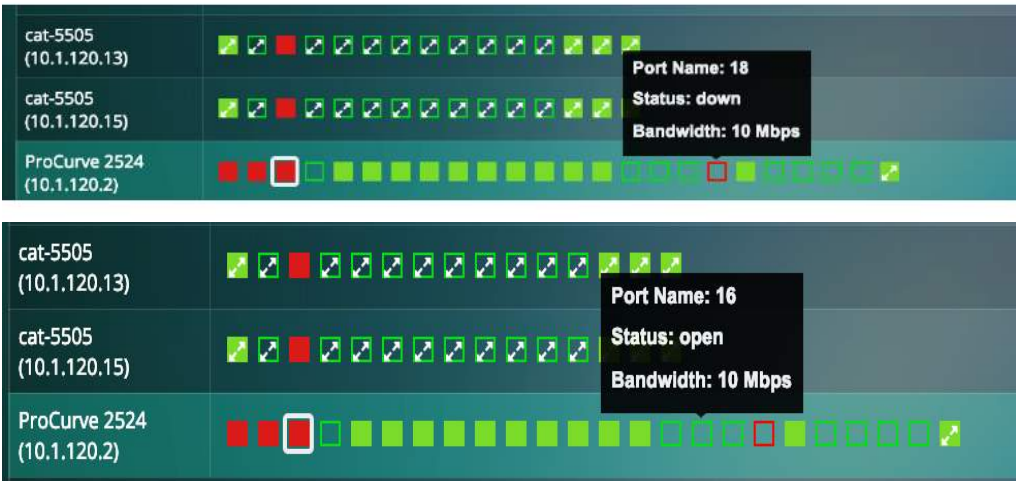 cat-5505
(10.1.120.13)
cat-5505
(10.1.120.15)
ProCurve 2524
(10.1.120.2)
Port Name: 18
Status: down
Bandwidth: 10 Mbps
cat-5505
(10.1.120.13)
cat-5505
(10.1.120.15)
ProCurve 2524
(10.1.120.2)
Port Name: 16
Status: open
Bandwidth: 10 Mbps